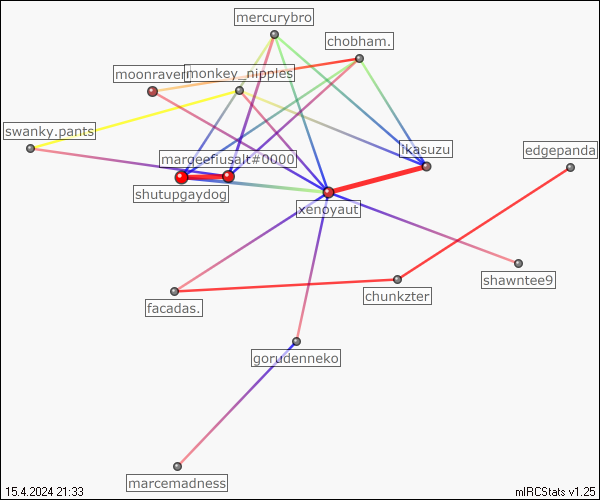 mercurybro
chobham.
moonraven
monkey_nipples
swanky.pants
ikasuzu
edgepanda
margeefiusalt#0000
shutupgaydog
xenoyaut
shawntee9
chunkzter
facadas.
gorudenneko
marcemadness
15.4.2024 21:33
mIRCStats v1.25